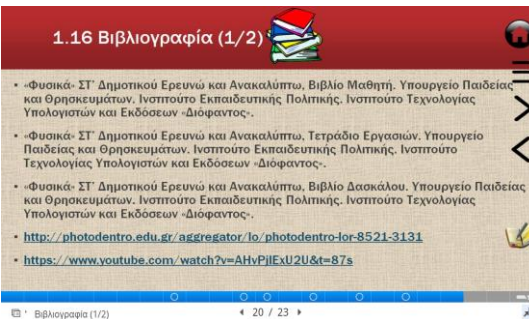 1.16 Βιβλιογραφία (1/2)
• «Φυσικά» ΣΤ' Δημοτικού Ερευνώ και Ανακαλύπτω, Βιβλίο Μαθητή. Υπουργείο Παιδείας
και Θρησκευμάτων. Ινστιτούτο Εκπαιδευτικής Πολιτικής. Ινστιτούτο Τεχνολογίας
Υπολογιστών και Εκδόσεων «Διόφαντος».
• «Φυσικά» ΣΤ' Δημοτικού Ερευνώ και Ανακαλύπτω, Τετράδιο Εργασιών. Υπουργείο
Παιδείας και Θρησκευμάτων. Ινστιτούτο Εκπαιδευτικής Πολιτικής. Ινστιτούτο
Τεχνολογίας Υπολογιστών και Εκδόσεων «Διόφαντος».
• «Φυσικά» ΣΤ' Δημοτικού Ερευνώ και Ανακαλύπτω, Βιβλίο Δασκάλου. Υπουργείο Παιδείας
και Θρησκευμάτων. Ινστιτούτο Εκπαιδευτικής Πολιτικής. Ινστιτούτο Τεχνολογίας
Υπολογιστών και Εκδόσεων «Διόφαντος».
• http://photodentro.edu.gr/aggregator/lo/photodentro-lor-8521-3131
• https://www.youtube.com/watch?v=AHvPjIExU2U&t=87s
Βιβλιογραφία (1/2)
20 / 23